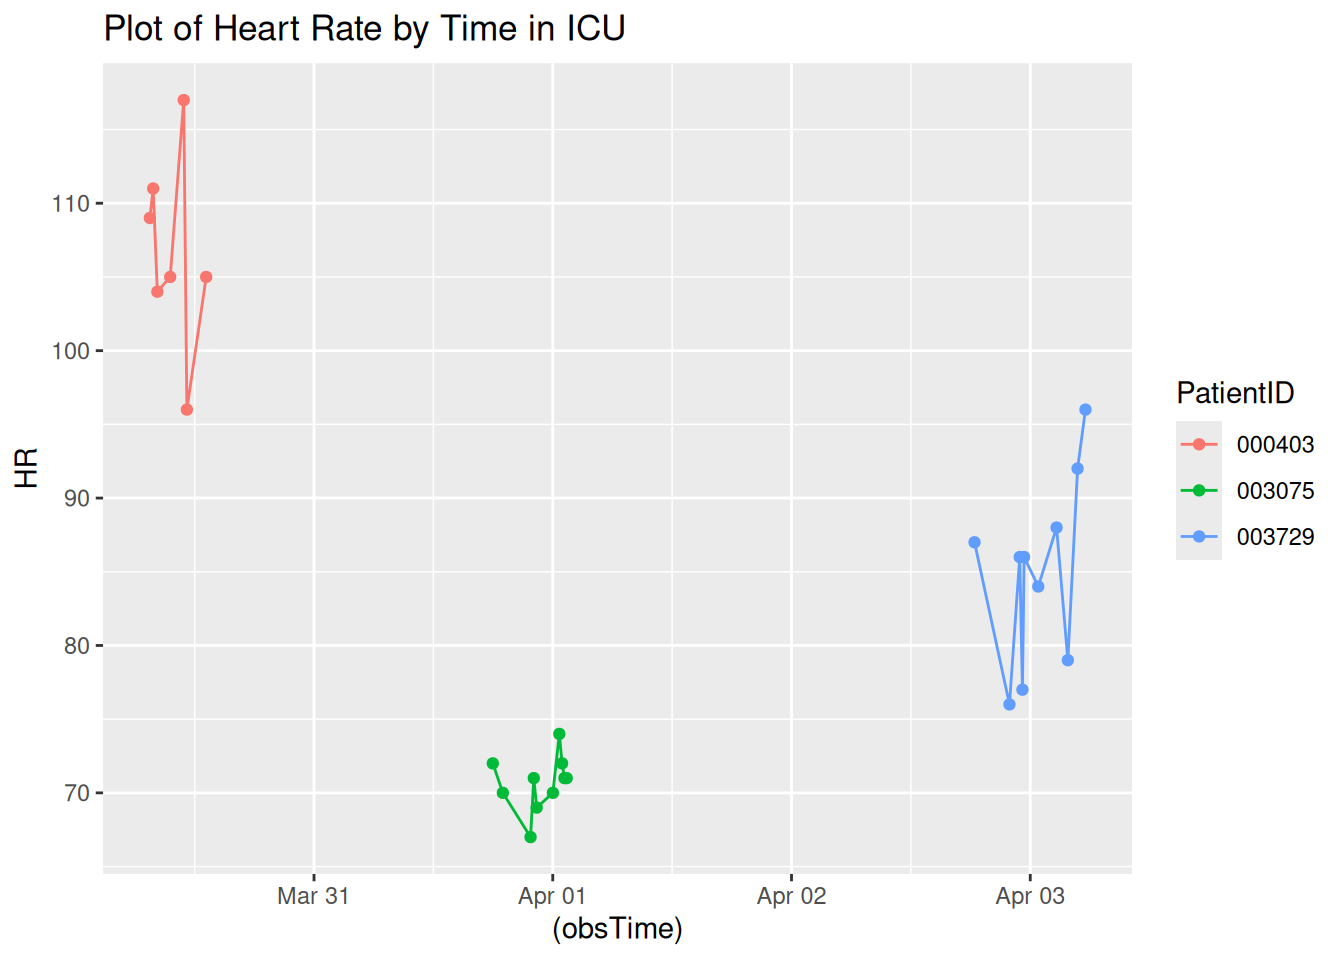 Plot of Heart Rate by Time in ICU
110
100
90
80
70
HR
Mar 31 Apr 01 Apr 02 Apr 03
(obsTime)
PatientID
000403
003075
003729